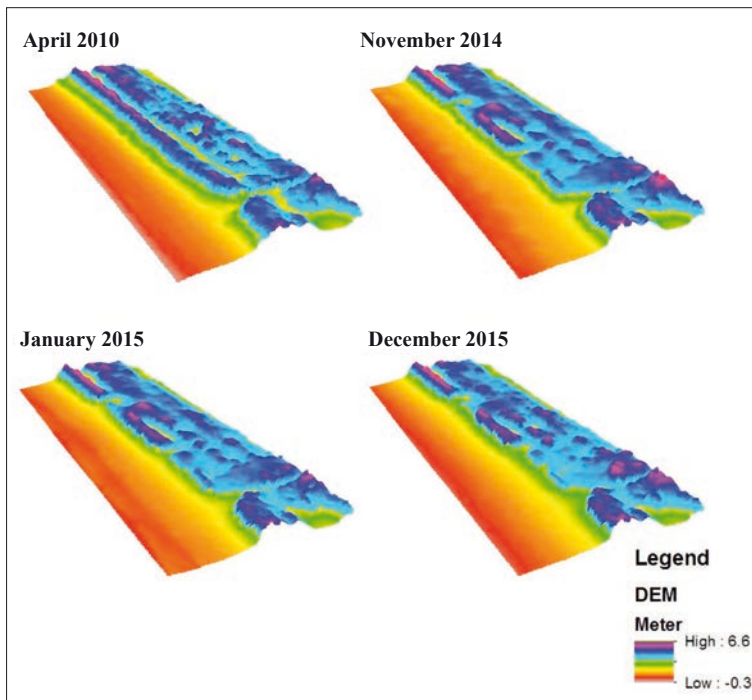 April 2010
November 2014
January 2015
December 2015
Legend
DEM
Meter
High : 6.6
Low : -0.3